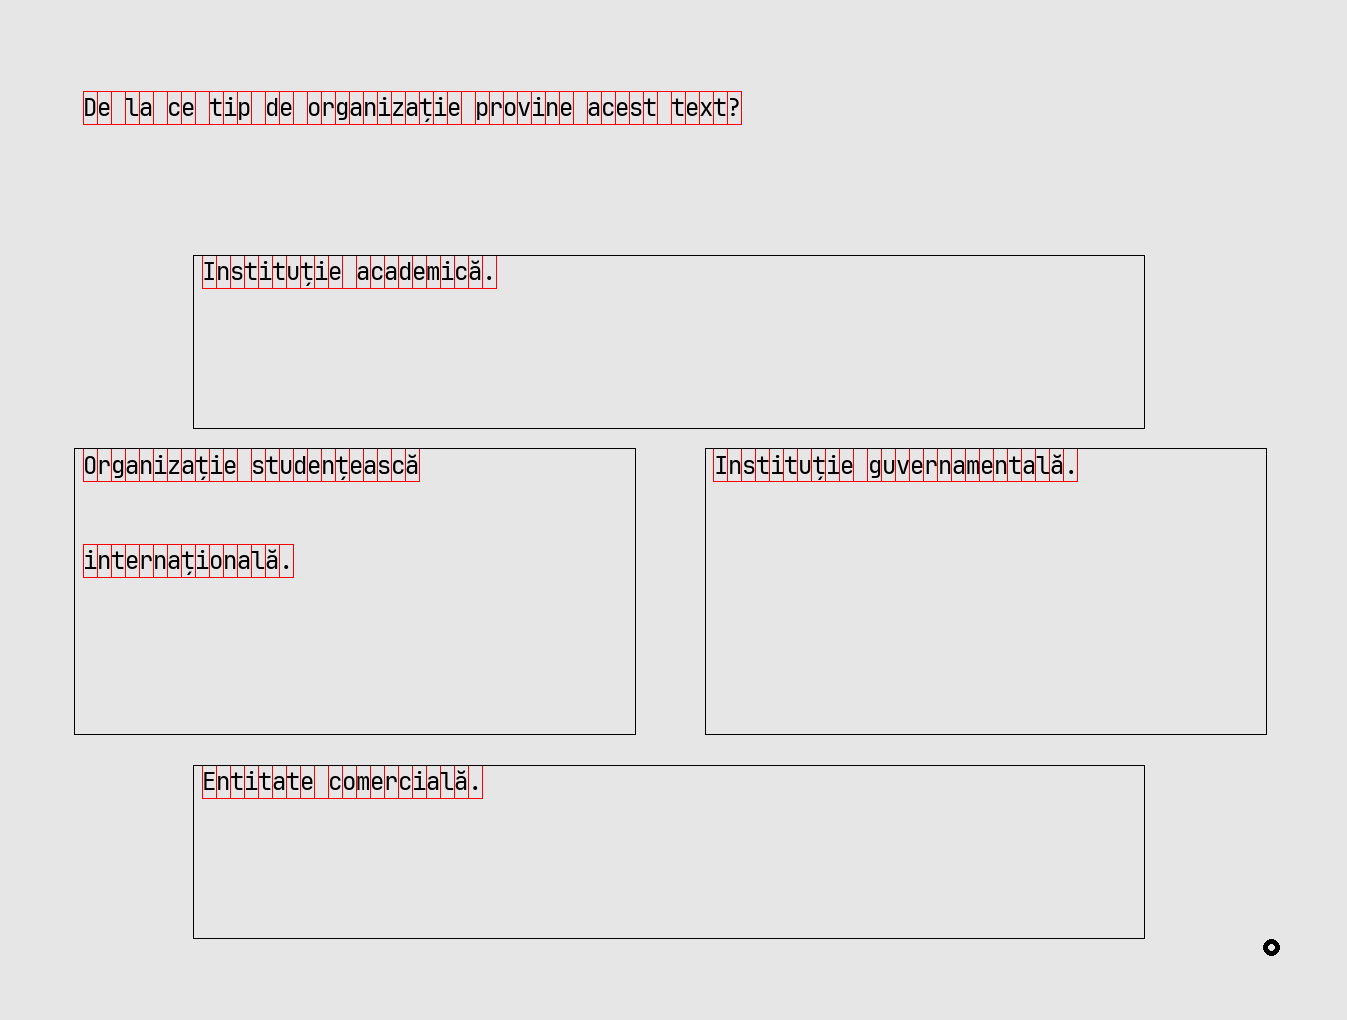 De la ce tip de organizație provine acest text?
Instituție academică.
Organizație studențească
internațională.
Instituție guvernamentală.
Entitate comercială.